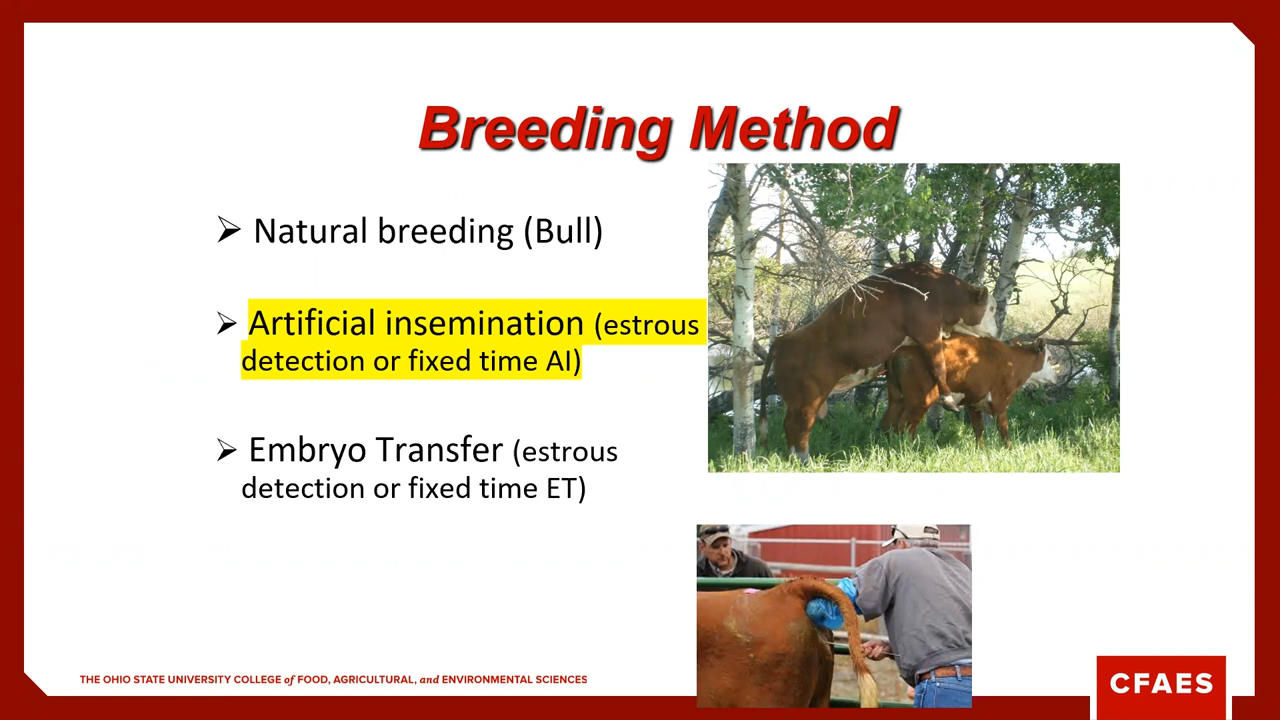 Breeding Method
➢ Natural breeding (Bull)
➢ Artificial insemination (estrous
detection or fixed time AI)
➢ Embryo Transfer (estrous
detection or fixed time ET)
THE OHIO STATE UNIVERSITY COLLEGE of FOOD, AGRICULTURAL, and ENVIRONMENTAL SCIENCES
CFAES